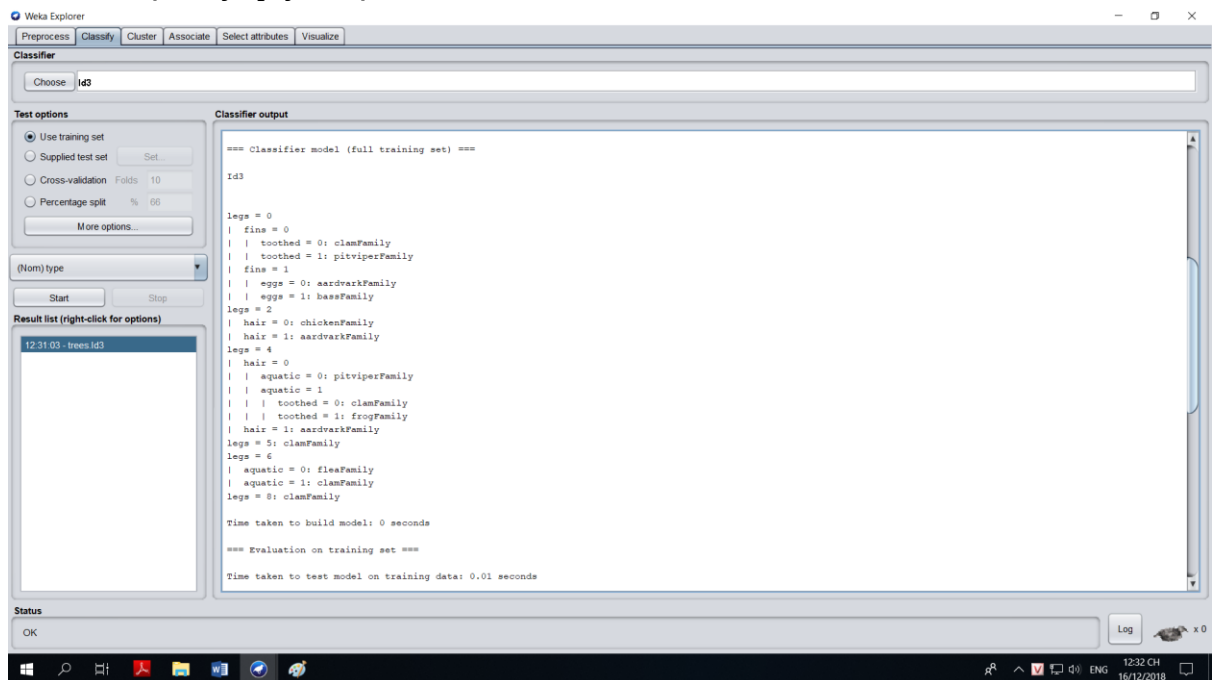 Weka Explorer
Preprocess Classify Cluster Associate Select attributes Visualize
Classifier
Choose Id3
Test options
Use training set
Supplied test set Set...
Cross-validation Folds 10
Percentage split % 66
More options...
(Nom) type
Start Stop
Result list (right-click for options)
12:31:03 - trees.Id3
Classifier output
=== Classifier model (full training set) ===
Id3
legs = 0
| fins = 0
| | toothed = 0: clamFamily
| | toothed = 1: pitviperFamily
| fins = 1
| | eggs = 0: aardvarkFamily
| | eggs = 1: bassFamily
legs = 2
| hair = 0: chickenFamily
| hair = 1: aardvarkFamily
legs = 4
| hair = 0
| | aquatic = 0: pitviperFamily
| | aquatic = 1
| | | toothed = 0: clamFamily
| | | toothed = 1: frogFamily
| hair = 1: aardvarkFamily
legs = 5: clamFamily
legs = 6
| aquatic = 0: fleaFamily
| aquatic = 1: clamFamily
legs = 8: clamFamily
Time taken to build model: 0 seconds
=== Evaluation on training set ===
Time taken to test model on training data: 0.01 seconds
Status
OK
Log x 0
ENG 12:32 CH
16/12/2018